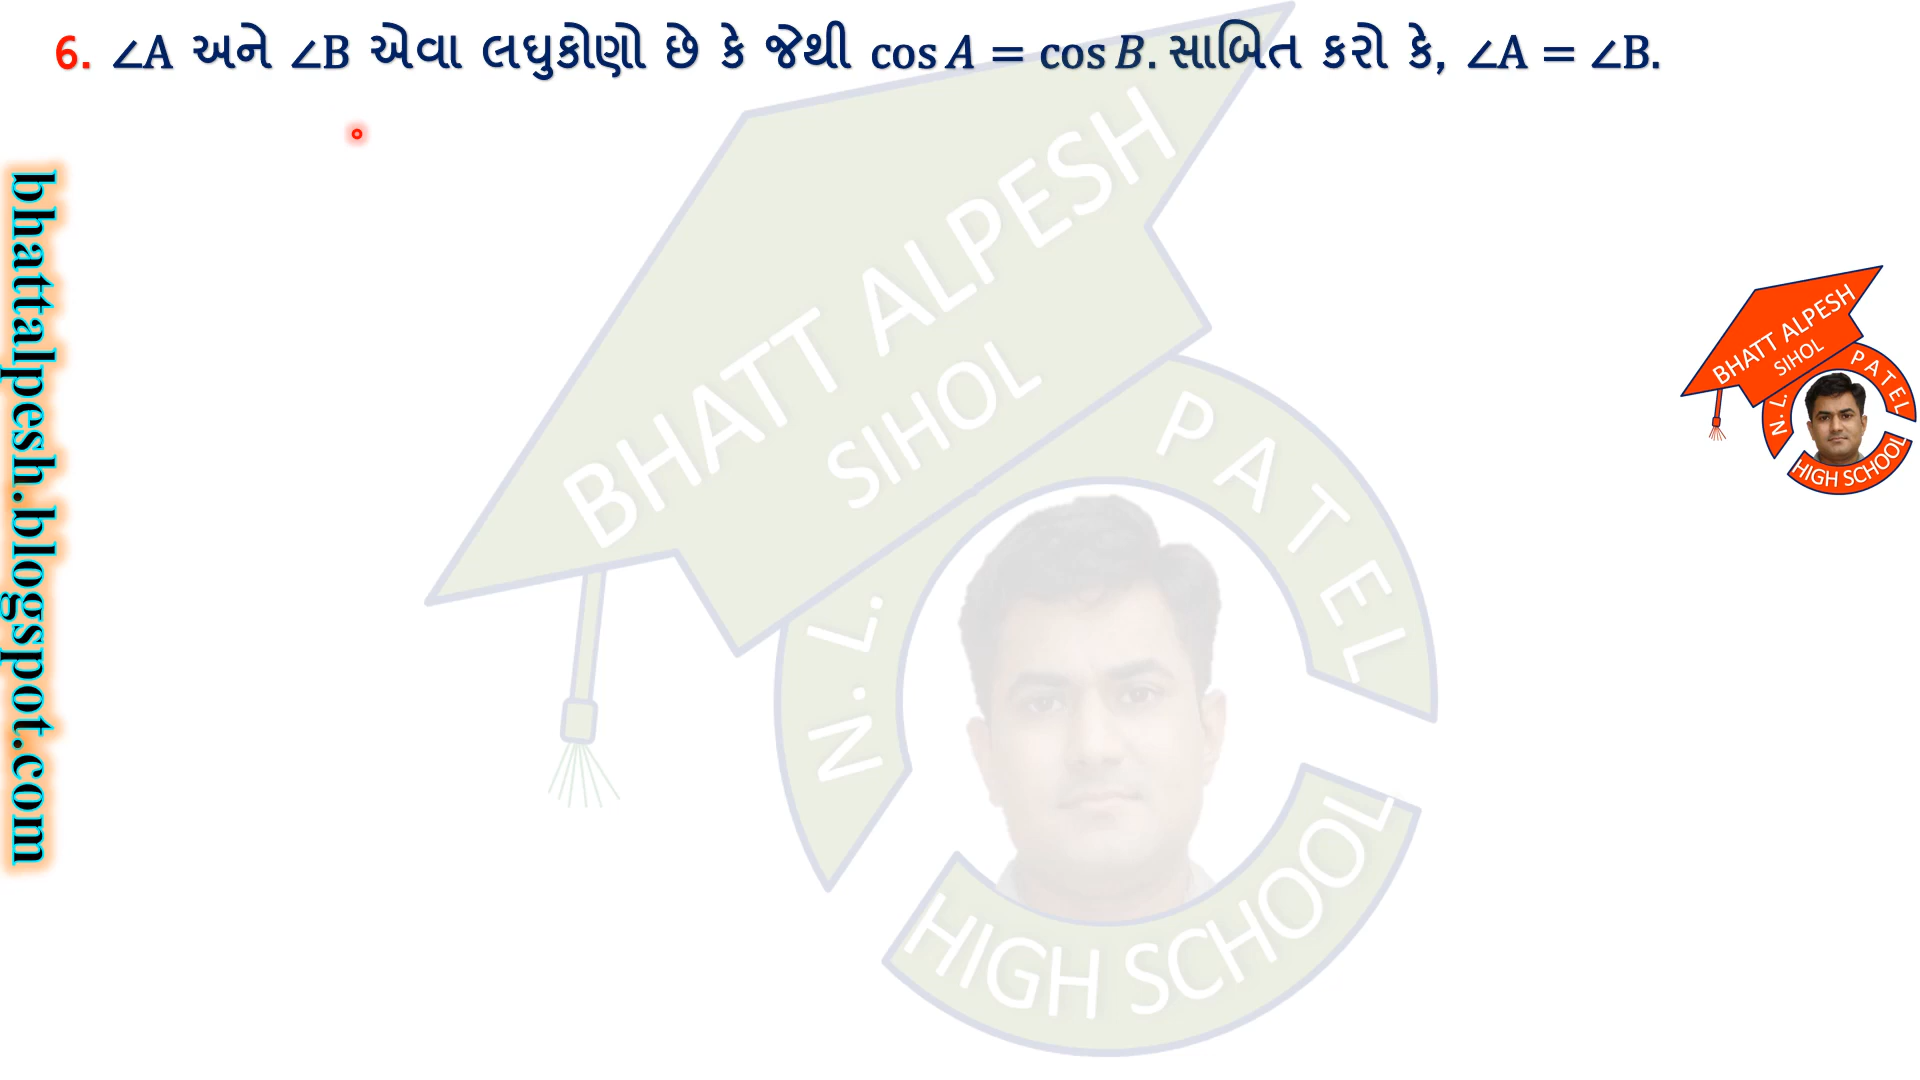 6. ∠A અને ∠B એવા લઘુકોણો છે કે જેથી cos A = cos B. સાબિત કરો કે, ∠A = ∠B.
bhattalpesh.blogspot.com
BHATT ALPESH
SIHOL
N. L. PATEL
HIGH SCHOOL
BHATT ALPESH
SIHOL
N. L. PATEL
HIGH SCHOOL